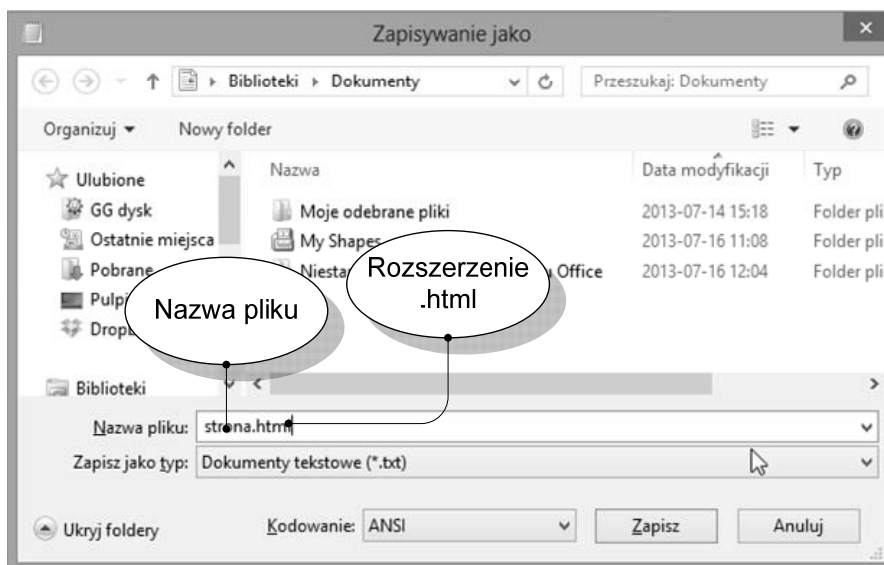 Zapisywanie jako
Biblioteki Dokumenty
Przeszukaj: Dokumenty
Organizuj
Nowy folder
Nazwa
Data modyfikacji
Typ
Ulubione
GG dysk
Ostatnie miejsca
Pobrane
Moje odebrane pliki 2013-07-14 15:18 Folder pli
My Shapes 2013-07-16 11:08 Folder pli
Office 2013-07-16 12:04 Folder pli
Nazwa pliku
Rozszerzenie
.html
Biblioteki
Nazwa pliku: strona.html
Zapisz jako typ: Dokumenty tekstowe (*.txt)
Ukryj foldery
Kodowanie: ANSI
Zapisz
Anuluj